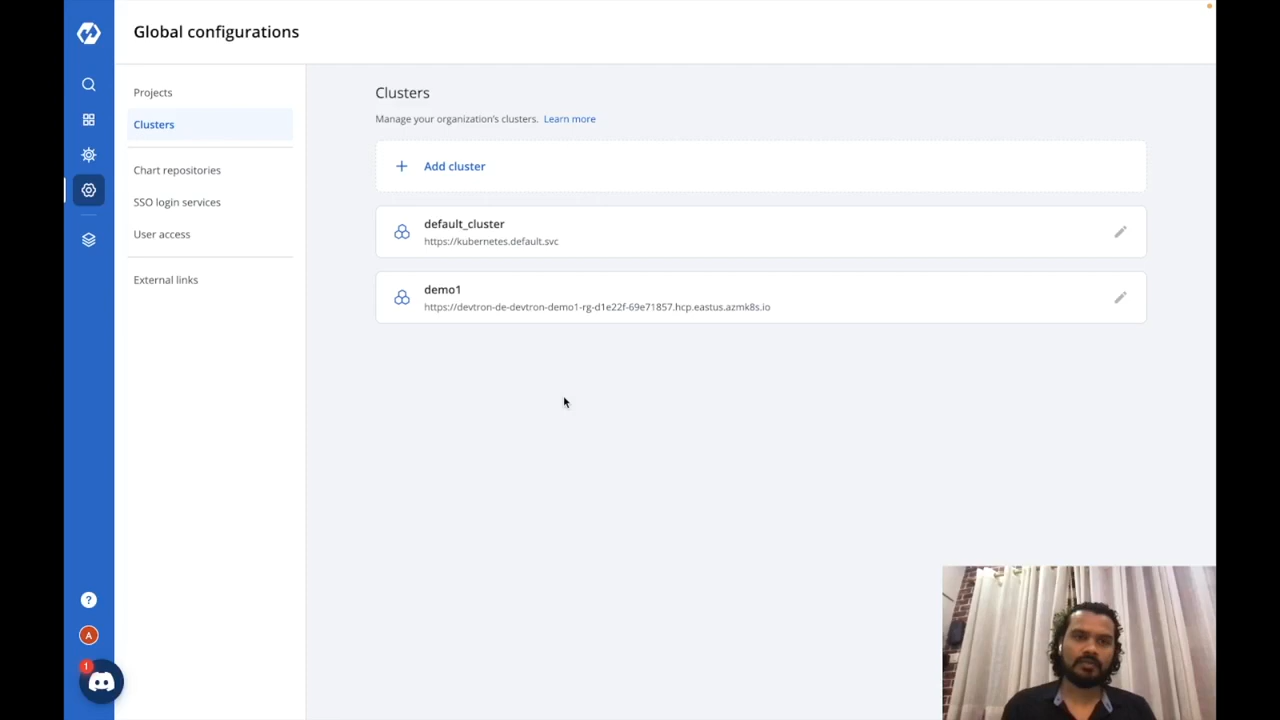 Global configurations
Projects
Clusters
Chart repositories
SSO login services
User access
External links
Clusters
Manage your organization's clusters. Learn more
Add cluster
default_cluster
https://kubernetes.default.svc
demo1
https://devtron-de-devtron-demo1-rg-d1e22f-69e71857.hcp.eastus.azmk8s.io
?
A
1